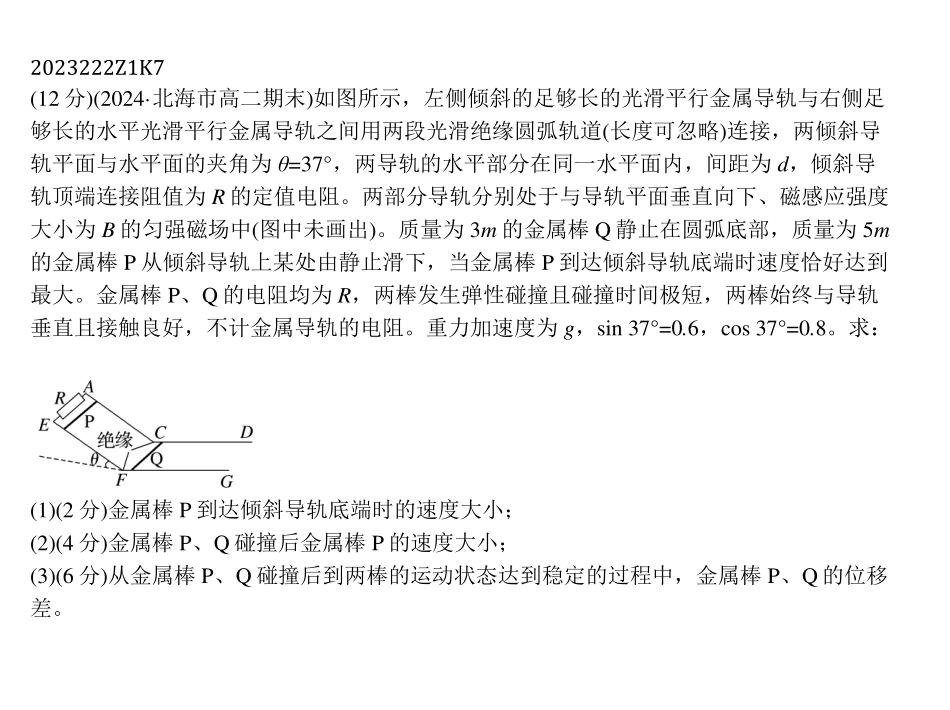 2023222Z1K7
(12 分)(2024·北海市高二期末)如图所示，左侧倾斜的足够长的光滑平行金属导轨与右侧足
够长的水平光滑平行金属导轨之间用两段光滑绝缘圆弧轨道(长度可忽略)连接，两倾斜导
轨平面与水平面的夹角为 θ=37°，两导轨的水平部分在同一水平面内，间距为 d，倾斜导
轨顶端连接阻值为 R 的定值电阻。两部分导轨分别处于与导轨平面垂直向下、磁感应强度
大小为 B 的匀强磁场中(图中未画出)。质量为 3m 的金属棒 Q 静止在圆弧底部，质量为 5m
的金属棒 P 从倾斜导轨上某处由静止滑下，当金属棒 P 到达倾斜导轨底端时速度恰好达到
最大。金属棒 P、Q 的电阻均为 R，两棒发生弹性碰撞且碰撞时间极短，两棒始终与导轨
垂直且接触良好，不计金属导轨的电阻。重力加速度为 g，sin 37°=0.6，cos 37°=0.8。求：
A
R
P
E
绝缘
C
D
θ
Q
F
G
(1)(2 分)金属棒 P 到达倾斜导轨底端时的速度大小；
(2)(4 分)金属棒 P、Q 碰撞后金属棒 P 的速度大小；
(3)(6 分)从金属棒 P、Q 碰撞后到两棒的运动状态达到稳定的过程中，金属棒 P、Q 的位移
差。